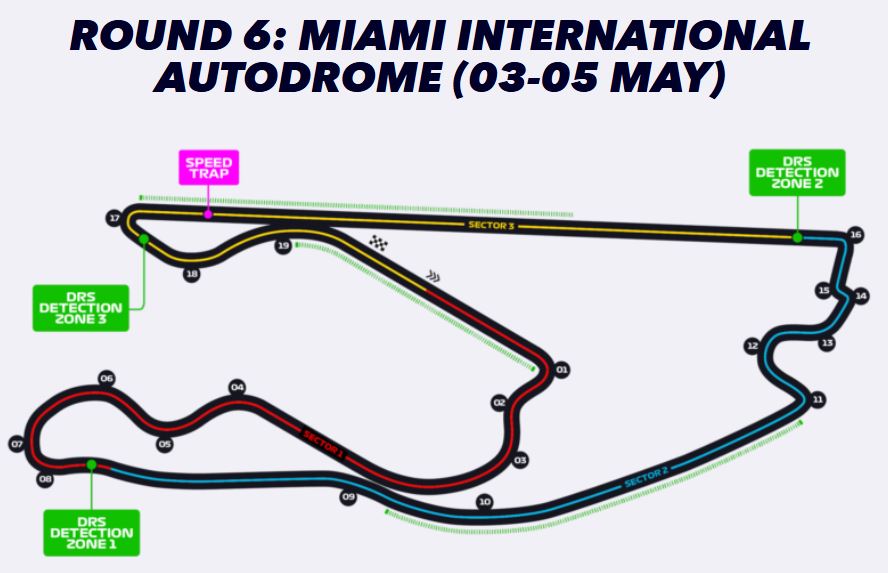 ROUND 6: MIAMI INTERNATIONAL
AUTODROME (03-05 MAY)
SPEED
TRAP
DRS
DETECTION
ZONE 2
17
SECTOR 3
16
19
18
15
14
DRS
DETECTION
ZONE 3
13
12
01
06
04
02
11
05
07
SECTOR 1
03
08
SECTOR 2
09
10
DRS
DETECTION
ZONE 1